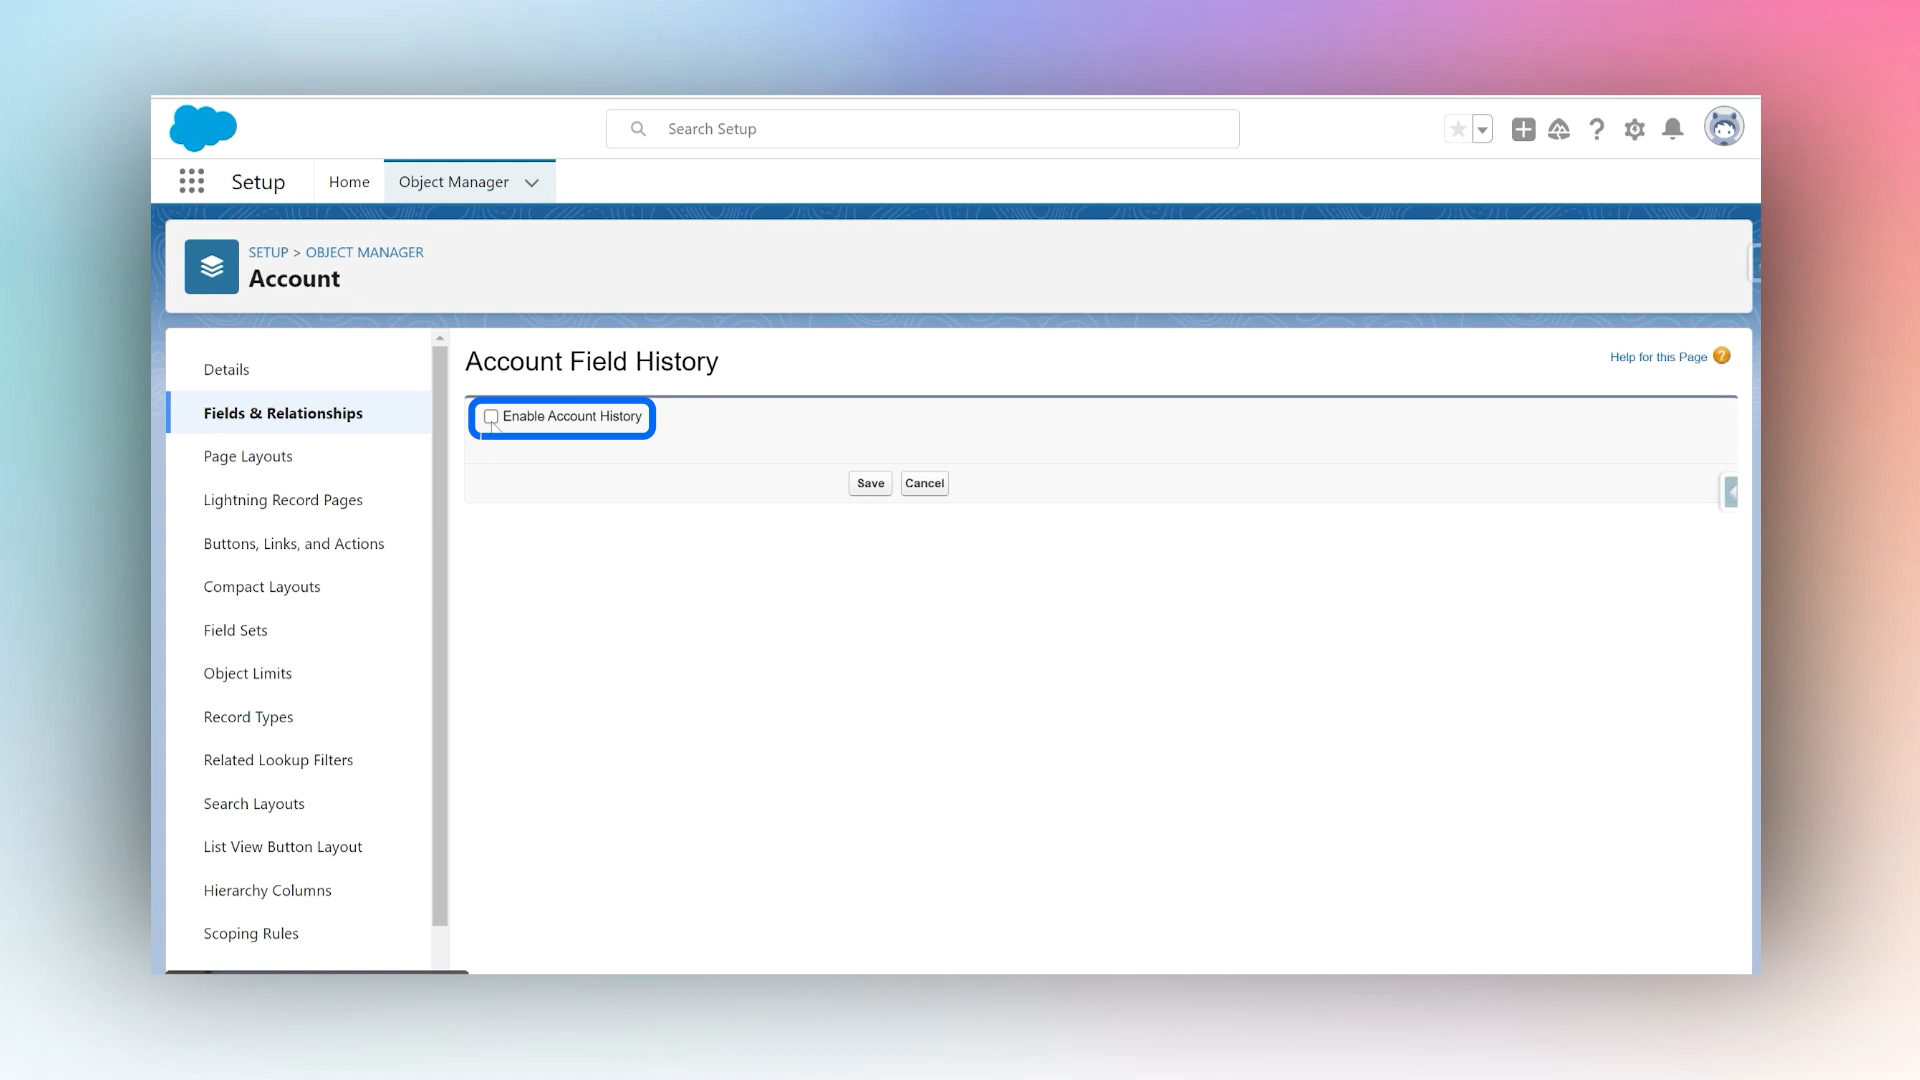 Search Setup
Setup
Home
Object Manager
SETUP > OBJECT MANAGER
Account
Details
Fields & Relationships
Page Layouts
Lightning Record Pages
Buttons, Links, and Actions
Compact Layouts
Field Sets
Object Limits
Record Types
Related Lookup Filters
Search Layouts
List View Button Layout
Hierarchy Columns
Scoping Rules
Account Field History
Help for this Page ?
Enable Account History
Save Cancel